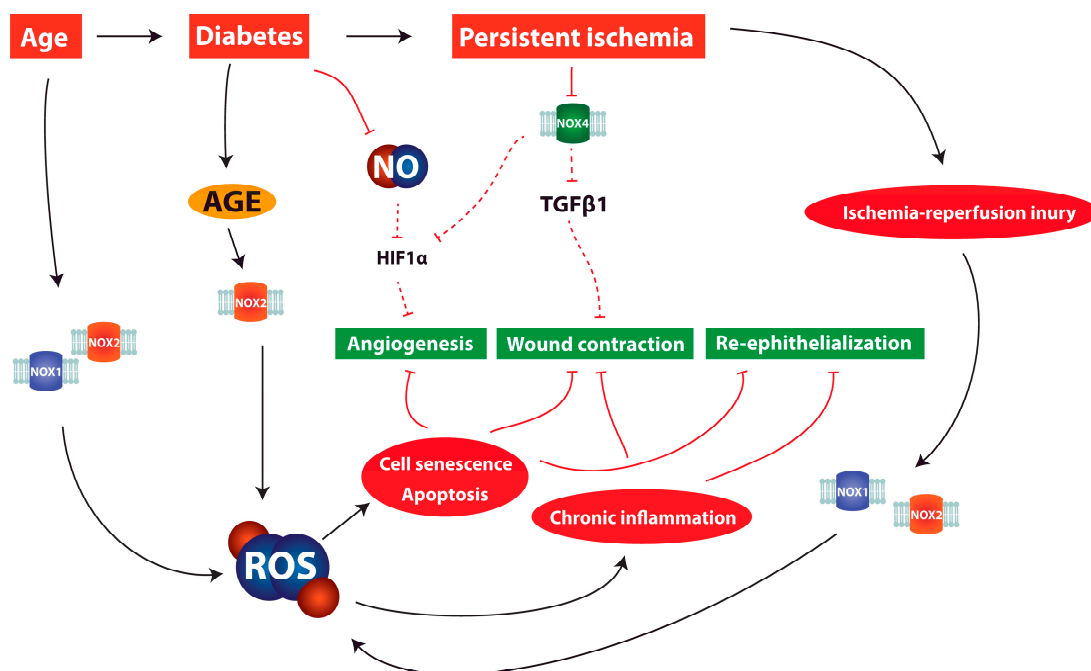 Age
Diabetes
Persistent ischemia
NOX4
NO
AGE
TGFβ1
Ischemia-reperfusion inury
HIF1α
NOX2
NOX2
NOX1
Angiogenesis
Wound contraction
Re-ephithelialization
Cell senescence
Apoptosis
Chronic inflammation
NOX1
NOX2
ROS